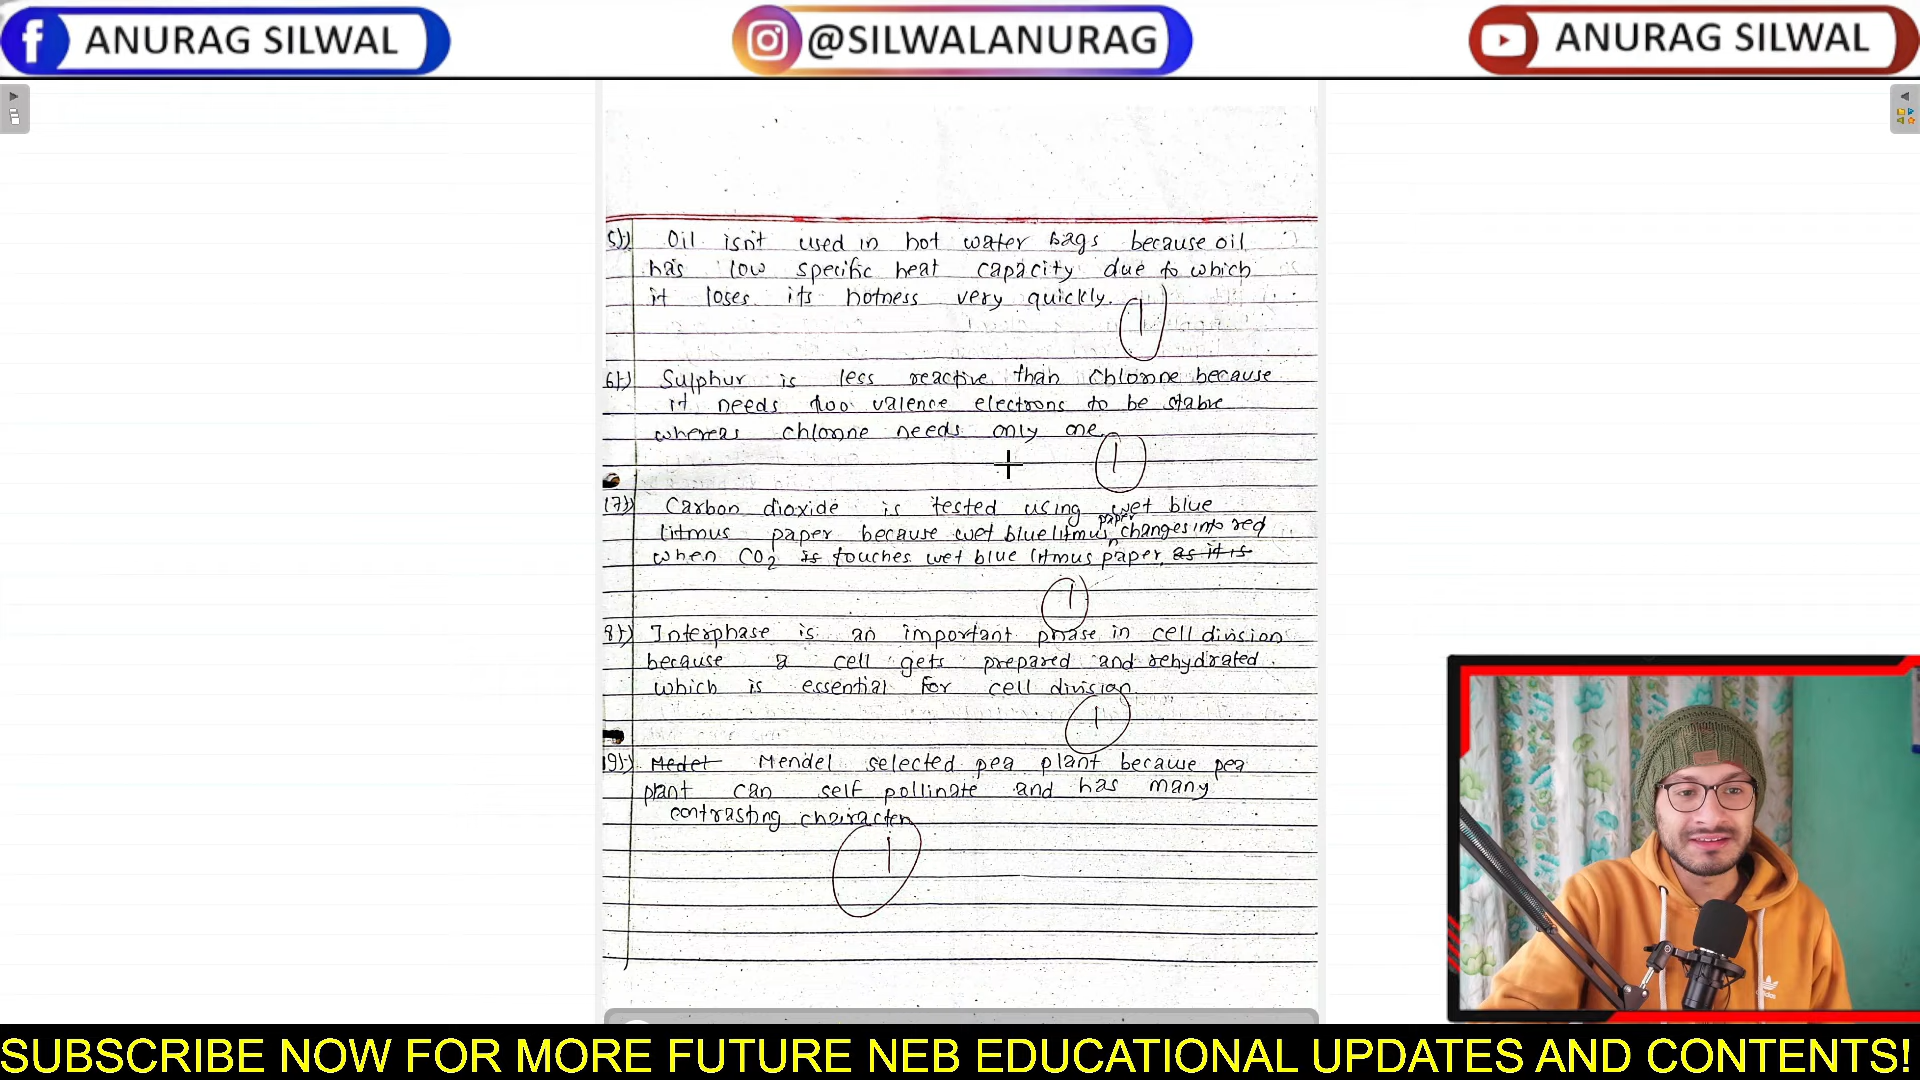 ANURAG SILWAL
@SILWALANURAG
ANURAG SILWAL
5)) Oil isn't used in hot water bags because oil
has low specific heat capacity due to which
it loses its hotness very quickly.
1
6)) Sulphur is less reactive than chlorine because
it needs two valence electrons to be stable
whereas chlorine needs only one.
1
17)) Carbon dioxide is tested using wet blue
litmus paper because wet blue litmus paper changes into red
when CO2 is touches wet blue litmus paper, as it is
1
8)) Interphase is an important phase in cell division
because a cell gets prepared and rehydrated
which is essential for cell division
1
19)) Medel Mendel selected pea plant because pea
plant can self pollinate and has many
contrasting character
1
adidas
SUBSCRIBE NOW FOR MORE FUTURE NEB EDUCATIONAL UPDATES AND CONTENTS!